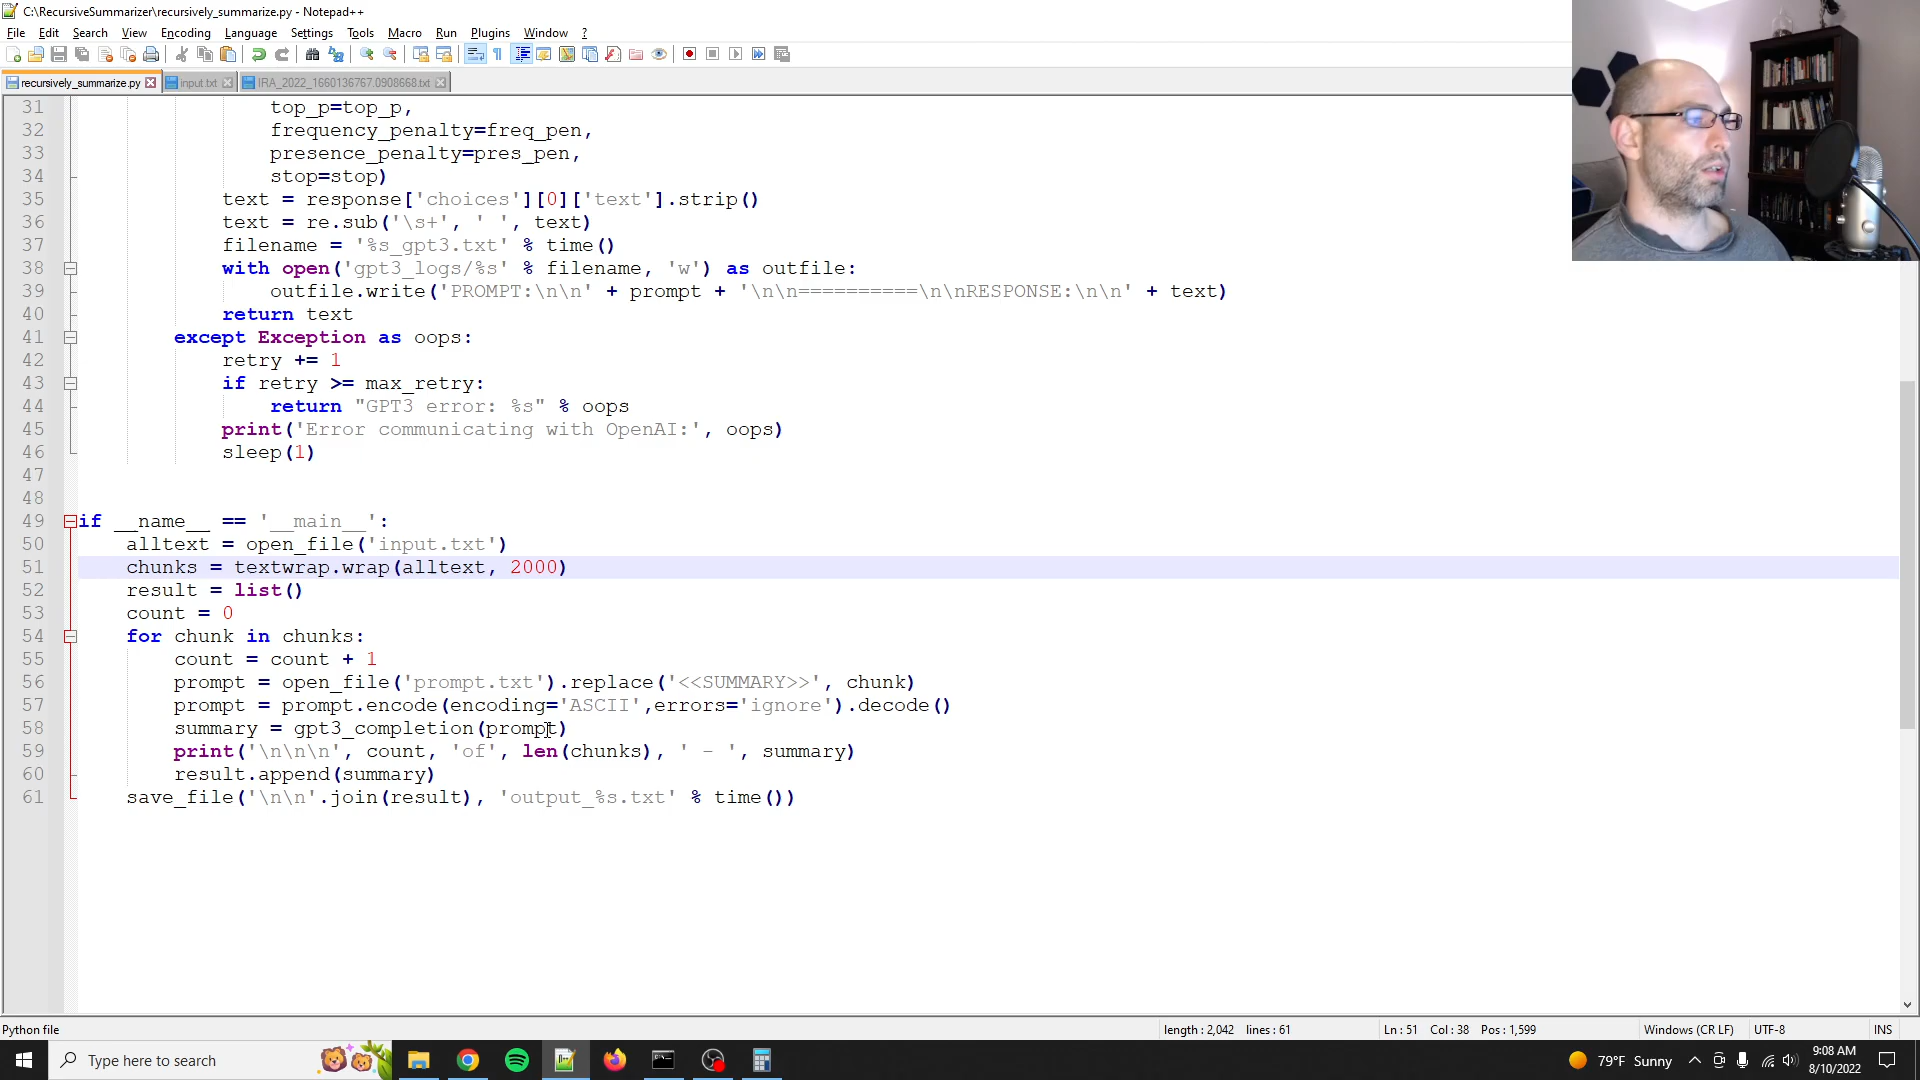 C:\RecursiveSummarizer\recursively_summarize.py - Notepad++
File Edit Search View Encoding Language Settings Tools Macro Run Plugins Window ?
recursively_summarize.py input.txt IRA_2022_1660136767.0908668.txt
31 top_p=top_p,
32 frequency_penalty=freq_pen,
33 presence_penalty=pres_pen,
34 stop=stop)
35 text = response['choices'][0]['text'].strip()
36 text = re.sub('\s+', ' ', text)
37 filename = '%s_gpt3.txt' % time()
38 with open('gpt3_logs/%s' % filename, 'w') as outfile:
39 outfile.write('PROMPT:\n\n' + prompt + '\n\n==========\n\nRESPONSE:\n\n' + text)
40 return text
41 except Exception as oops:
42 retry += 1
43 if retry >= max_retry:
44 return "GPT3 error: %s" % oops
45 print('Error communicating with OpenAI:', oops)
46 sleep(1)
47
48
49 if __name__ == '__main__':
50 alltext = open_file('input.txt')
51 chunks = textwrap.wrap(alltext, 2000)
52 result = list()
53 count = 0
54 for chunk in chunks:
55 count = count + 1
56 prompt = open_file('prompt.txt').replace('<<SUMMARY>>', chunk)
57 prompt = prompt.encode(encoding='ASCII',errors='ignore').decode()
58 summary = gpt3_completion(prompt)
59 print('\n\n\n', count, 'of', len(chunks), ' - ', summary)
60 result.append(summary)
61 save_file('\n\n'.join(result), 'output_%s.txt' % time())
Python file length : 2,042 lines : 61 Ln : 51 Col : 38 Pos : 1,599 Windows (CR LF) UTF-8 INS
Type here to search 79°F Sunny 9:08 AM
8/10/2022